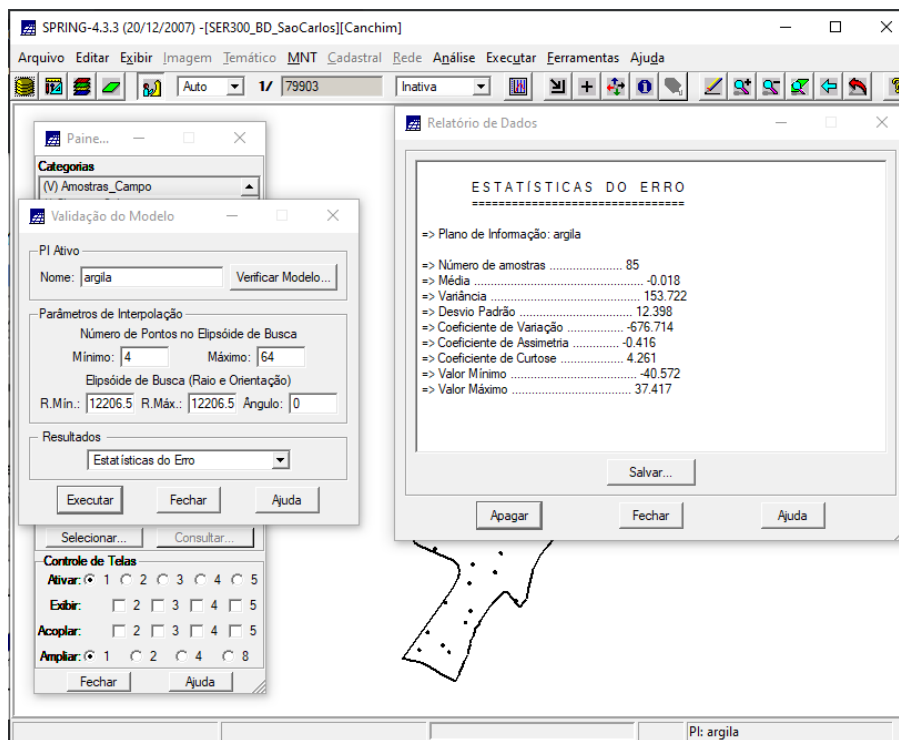 SPRING-4.3.3 (20/12/2007) -[SER300_BD_SaoCarlos][Canchim]
Arquivo Editar Exibir Imagem Temático MNT Cadastral Rede Análise Executar Ferramentas Ajuda
Auto 1/ 79903 Inativa
Paine...
Categorias
(V) Amostras_Campo
Validação do Modelo
PI Ativo
Nome: argila Verificar Modelo...
Parâmetros de Interpolação
Número de Pontos no Elipsóide de Busca
Mínimo: 4 Máximo: 64
Elipsóide de Busca (Raio e Orientação)
R.Mín.: 12206.5 R.Máx.: 12206.5 Ângulo: 0
Resultados
Estatísticas do Erro
Executar Fechar Ajuda
Selecionar... Consultar...
Controle de Telas
Ativar: 1 2 3 4 5
Exibir: 2 3 4 5
Acoplar: 2 3 4 5
Ampliar: 1 2 4 8
Fechar Ajuda
Relatório de Dados
ESTATÍSTICAS DO ERRO
================================
=> Plano de Informação: argila
=> Número de amostras ...................... 85
=> Média ................................................... -0.018
=> Variância .............................................. 153.722
=> Desvio Padrão ..................................... 12.398
=> Coeficiente de Variação ................. -676.714
=> Coeficiente de Assimetria ............... -0.416
=> Coeficiente de Curtose .................. 4.261
=> Valor Mínimo ...................................... -40.572
=> Valor Máximo .................................... 37.417
Salvar...
Apagar Fechar Ajuda
PI: argila